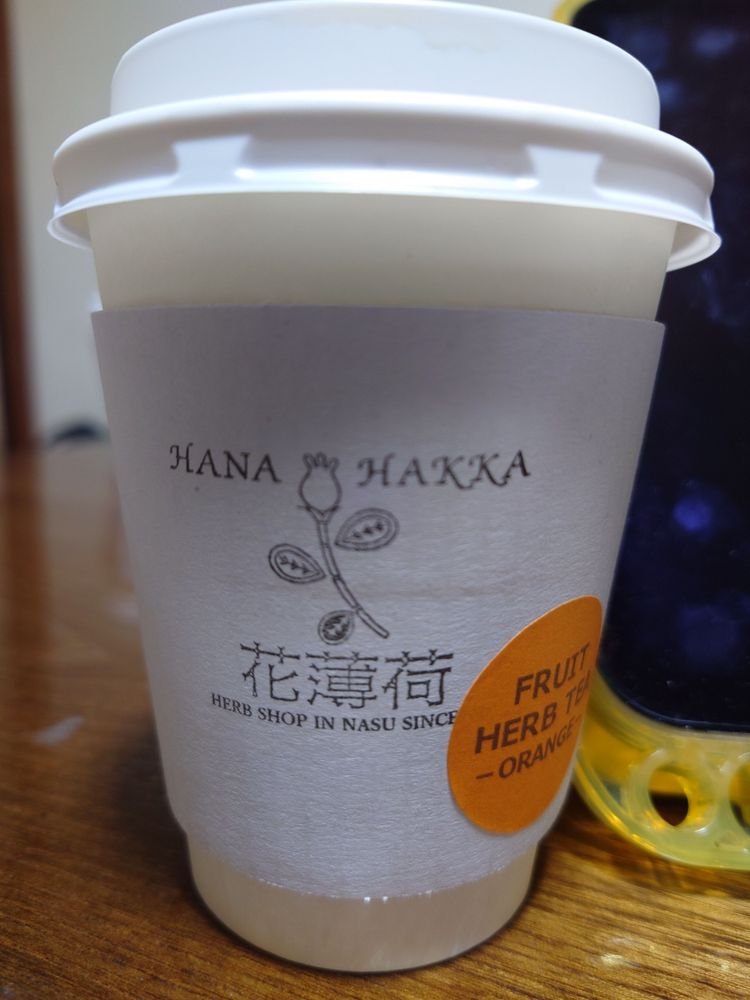 HANA HAKKA
花薄荷
HERB SHOP IN NASU SINCE
FRUIT
HERB TEA
–ORANGE–